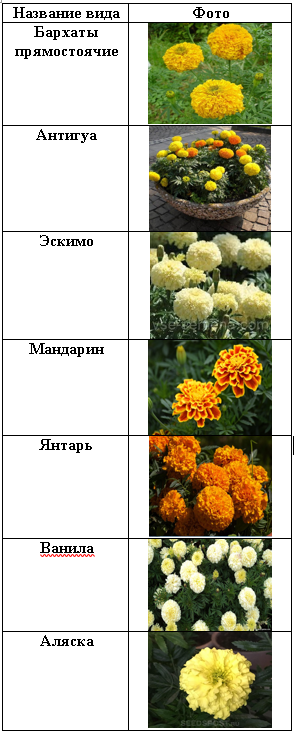 Название вида Фото
Бархаты
прямостоячие
Антигуа
Эскимо
Мандарин
Янтарь
Ванила
Аляска